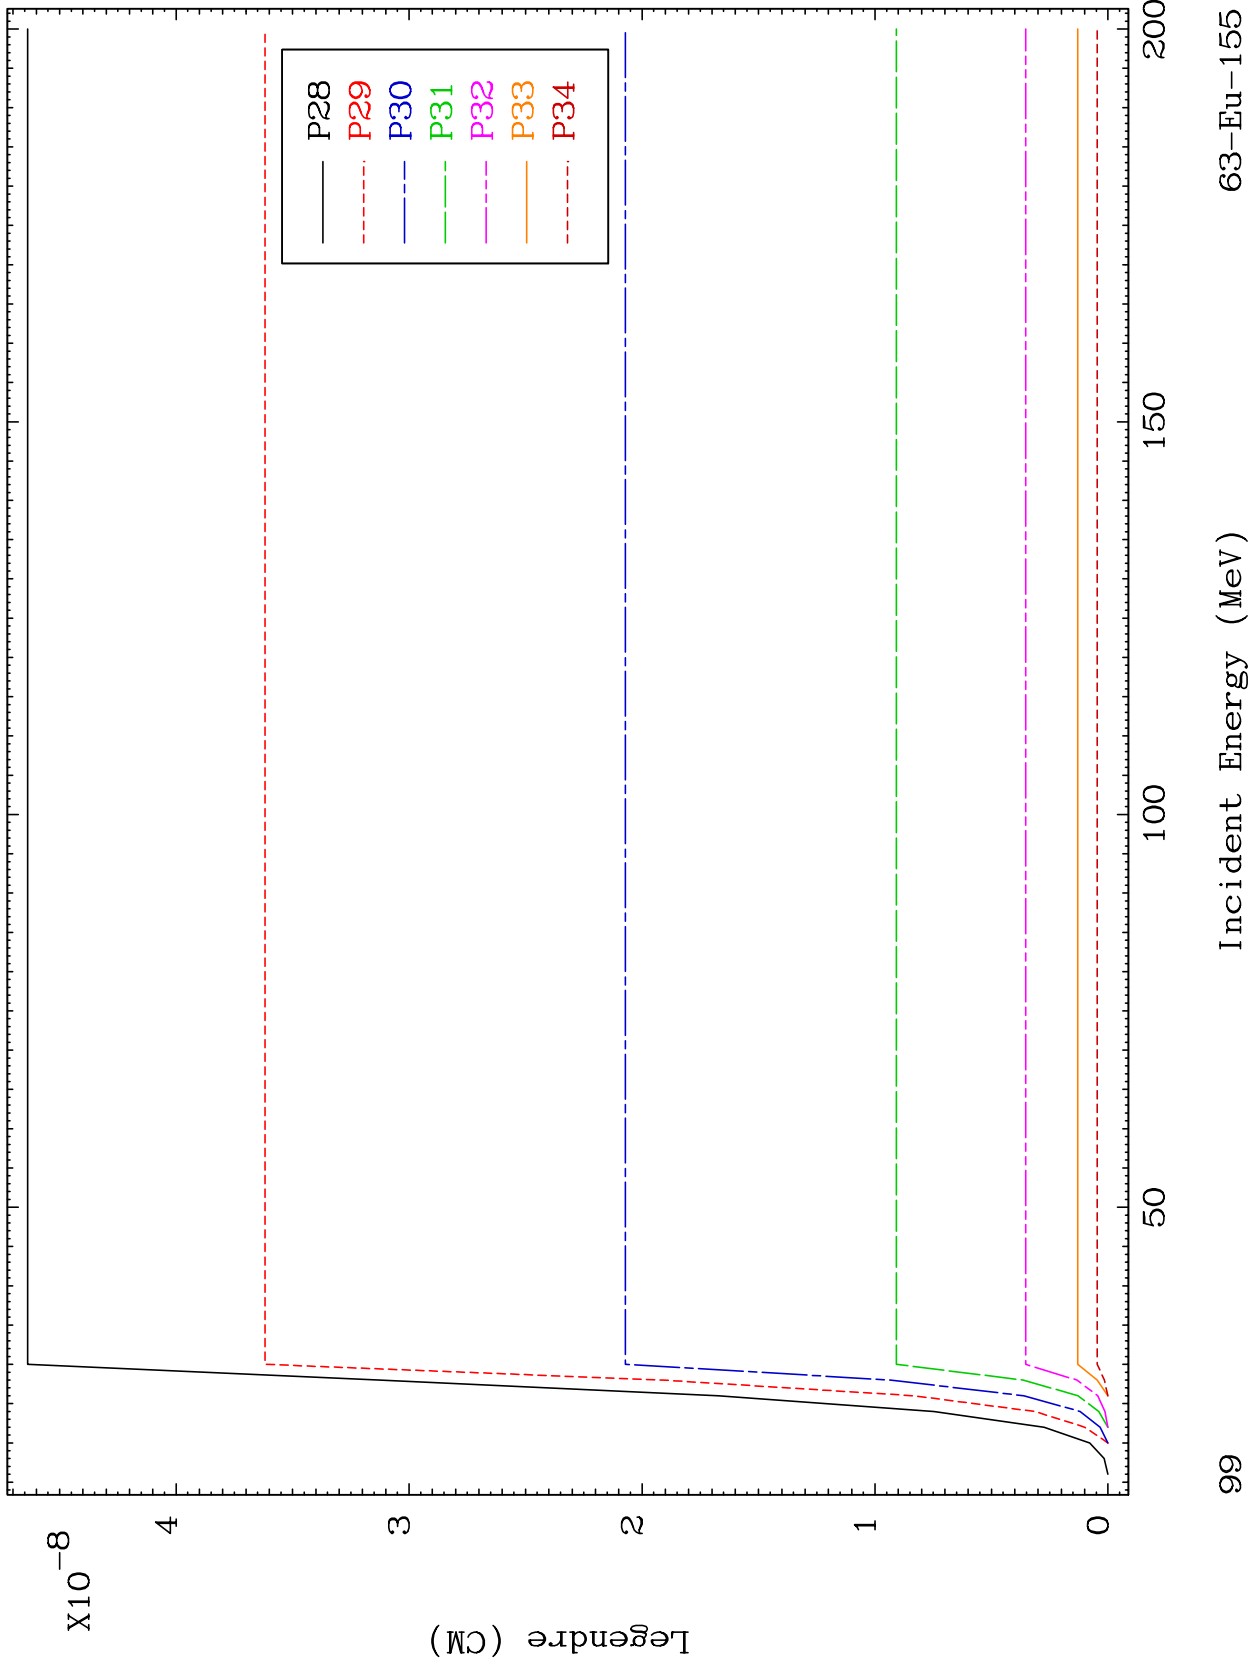 X10-8
Legendre (CM)
4
3
2
1
0
P28
P29
P30
P31
P32
P33
P34
50
100
150
200
Incident Energy (MeV)
99
63-Eu-155